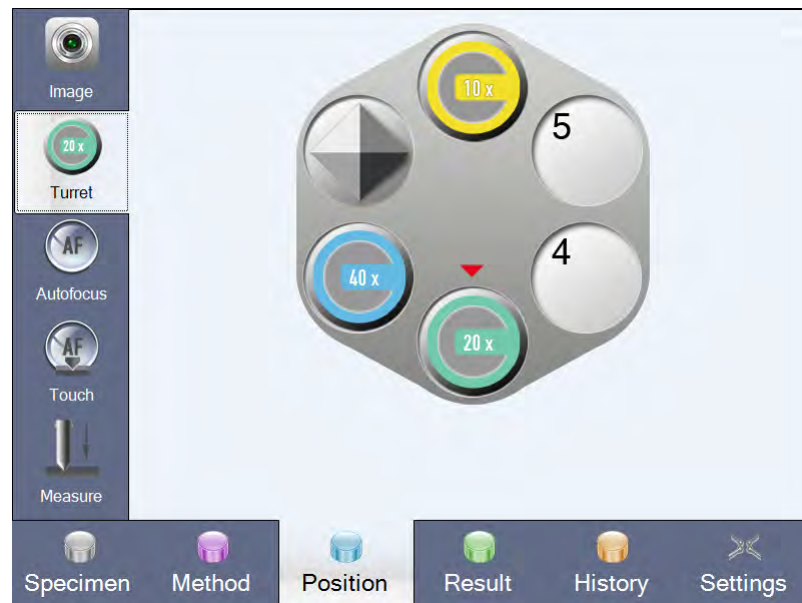 Image
20 x
Turret
AF
Autofocus
AF
Touch
Measure
10 x
5
40 x
4
20 x
Specimen
Method
Position
Result
History
Settings